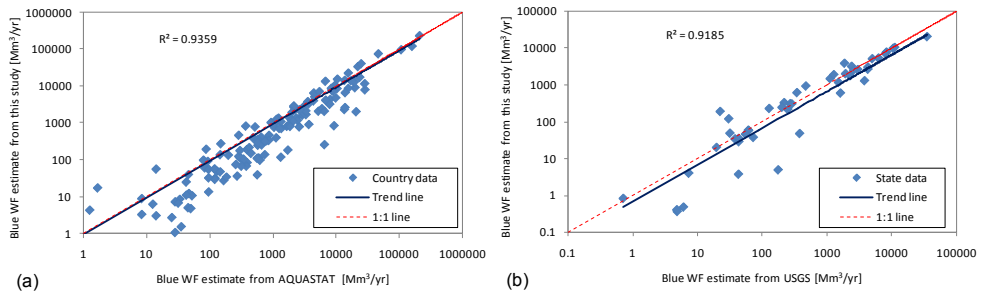 Blue WF estimate from this study [Mm³/yr]
1000000
100000
10000
1000
100
10
1
R² = 0.9359
Country data
Trend line
1:1 line
1 10 100 1000 10000 100000 1000000
(a) Blue WF estimate from AQUASTAT [Mm³/yr]
Blue WF estimate from this study [Mm³/yr]
100000
10000
1000
100
10
1
0.1
R² = 0.9185
State data
Trend line
1:1 line
0.1 1 10 100 1000 10000 100000
(b) Blue WF estimate from USGS [Mm³/yr]